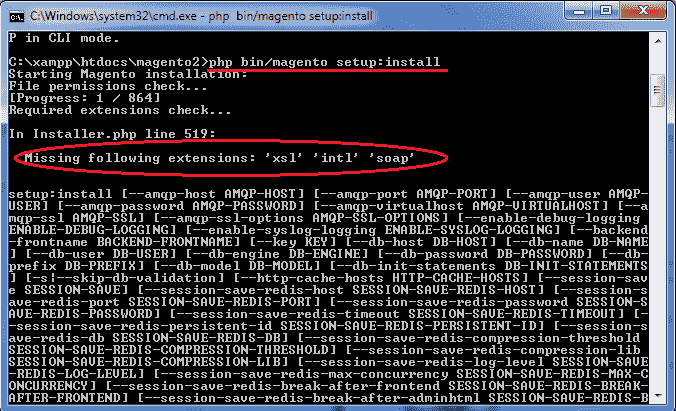 C:\Windows\system32\cmd.exe - php bin/magento setup:install
P in CLI mode.
C:\xampp\htdocs\magento2>php bin/magento setup:install
Starting Magento installation:
File permissions check...
[Progress: 1 / 864]
Required extensions check...
In Installer.php line 519:
Missing following extensions: 'xsl' 'intl' 'soap'
setup:install [--amqp-host AMQP-HOST] [--amqp-port AMQP-PORT] [--amqp-user AMQP-
USER] [--amqp-password AMQP-PASSWORD] [--amqp-virtualhost AMQP-VIRTUALHOST] [--a
mqp-ssl AMQP-SSL] [--amqp-ssl-options AMQP-SSL-OPTIONS] [--enable-debug-logging
ENABLE-DEBUG-LOGGING] [--enable-syslog-logging ENABLE-SYSLOG-LOGGING] [--backend
-frontname BACKEND-FRONTNAME] [--key KEY] [--db-host DB-HOST] [--db-name DB-NAME
] [--db-user DB-USER] [--db-engine DB-ENGINE] [--db-password DB-PASSWORD] [--db-
prefix DB-PREFIX] [--db-model DB-MODEL] [--db-init-statements DB-INIT-STATEMENTS
] [-s|--skip-db-validation] [--http-cache-hosts HTTP-CACHE-HOSTS] [--session-sav
e SESSION-SAVE] [--session-save-redis-host SESSION-SAVE-REDIS-HOST] [--session-
save-redis-port SESSION-SAVE-REDIS-PORT] [--session-save-redis-password SESSION-S
AVE-REDIS-PASSWORD] [--session-save-redis-timeout SESSION-SAVE-REDIS-TIMEOUT] [-
-session-save-redis-persistent-id SESSION-SAVE-REDIS-PERSISTENT-ID] [--session-s
ave-redis-db SESSION-SAVE-REDIS-DB] [--session-save-redis-compression-threshold
SESSION-SAVE-REDIS-COMPRESSION-THRESHOLD] [--session-save-redis-compression-lib
SESSION-SAVE-REDIS-COMPRESSION-LIB] [--session-save-redis-log-level SESSION-SAVE
-REDIS-LOG-LEVEL] [--session-save-redis-max-concurrency SESSION-SAVE-REDIS-MAX-C
ONCURRENCY] [--session-save-redis-break-after-frontend SESSION-SAVE-REDIS-BREAK-
AFTER-FRONTEND] [--session-save-redis-break-after-adminhtml SESSION-SAVE-REDIS-B